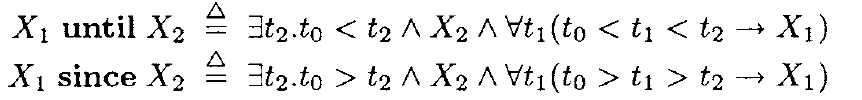 X₁ until X₂ ≜ ∃t₂.t₀ < t₂ ∧ X₂ ∧ ∀t₁(t₀ < t₁ < t₂ → X₁)
X₁ since X₂ ≜ ∃t₂.t₀ > t₂ ∧ X₂ ∧ ∀t₁(t₀ > t₁ > t₂ → X₁)